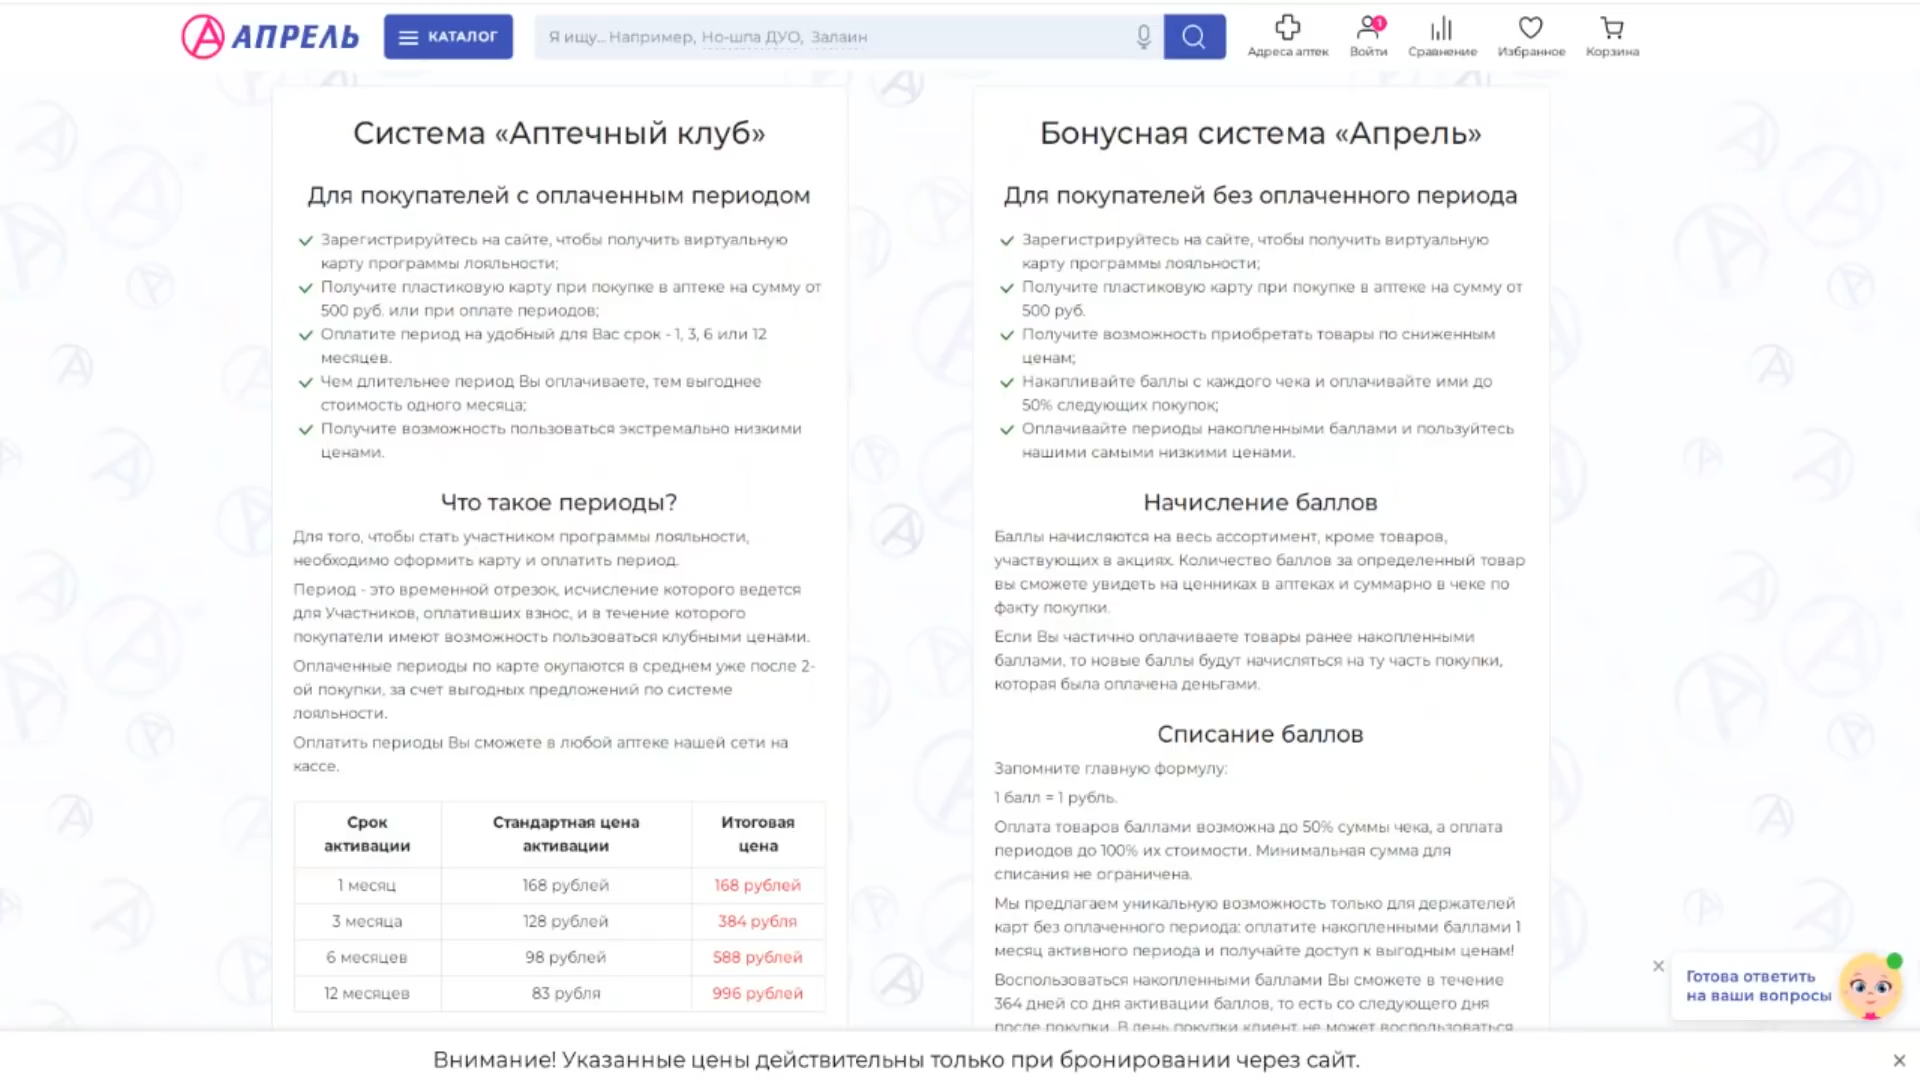 АПРЕЛЬ
КАТАЛОГ
Я ищу... Например, Но-шпа ДУО, Залаин
Адреса аптек
1
Войти
Сравнение
Избранное
Корзина
Система «Аптечный клуб»
Для покупателей с оплаченным периодом
Зарегистрируйтесь на сайте, чтобы получить виртуальную
карту программы лояльности;
Получите пластиковую карту при покупке в аптеке на сумму от
500 руб. или при оплате периодов;
Оплатите период на удобный для Вас срок - 1, 3, 6 или 12
месяцев.
Чем длительнее период Вы оплачиваете, тем выгоднее
стоимость одного месяца;
Получите возможность пользоваться экстремально низкими
ценами.
Что такое периоды?
Для того, чтобы стать участником программы лояльности,
необходимо оформить карту и оплатить период.
Период - это временной отрезок, исчисление которого ведется
для Участников, оплативших взнос, и в течение которого
покупатели имеют возможность пользоваться клубными ценами.
Оплаченные периоды по карте окупаются в среднем уже после 2-
ой покупки, за счет выгодных предложений по системе
лояльности.
Оплатить периоды Вы сможете в любой аптеке нашей сети на
кассе.
Срок активации
Стандартная цена активации
Итоговая цена
1 месяц 168 рублей 168 рублей
3 месяца 128 рублей 384 рубля
6 месяцев 98 рублей 588 рублей
12 месяцев 83 рубля 996 рублей
Бонусная система «Апрель»
Для покупателей без оплаченного периода
Зарегистрируйтесь на сайте, чтобы получить виртуальную
карту программы лояльности;
Получите пластиковую карту при покупке в аптеке на сумму от
500 руб.
Получите возможность приобретать товары по сниженным
ценам;
Накапливайте баллы с каждого чека и оплачивайте ими до
50% следующих покупок;
Оплачивайте периоды накопленными баллами и пользуйтесь
нашими самыми низкими ценами.
Начисление баллов
Баллы начисляются на весь ассортимент, кроме товаров,
участвующих в акциях. Количество баллов за определенный товар
вы сможете увидеть на ценниках в аптеках и суммарно в чеке по
факту покупки.
Если Вы частично оплачиваете товары ранее накопленными
баллами, то новые баллы будут начисляться на ту часть покупки,
которая была оплачена деньгами.
Списание баллов
Запомните главную формулу:
1 балл = 1 рубль.
Оплата товаров баллами возможна до 50% суммы чека, а оплата
периодов до 100% их стоимости. Минимальная сумма для
списания не ограничена.
Мы предлагаем уникальную возможность только для держателей
карт без оплаченного периода: оплатите накопленными баллами 1
месяц активного периода и получайте доступ к выгодным ценам!
Воспользоваться накопленными баллами Вы сможете в течение
364 дней со дня активации баллов, то есть со следующего дня
после покупки. В день покупки клиент не может воспользоваться
Готова ответить
на ваши вопросы
Внимание! Указанные цены действительны только при бронировании через сайт.